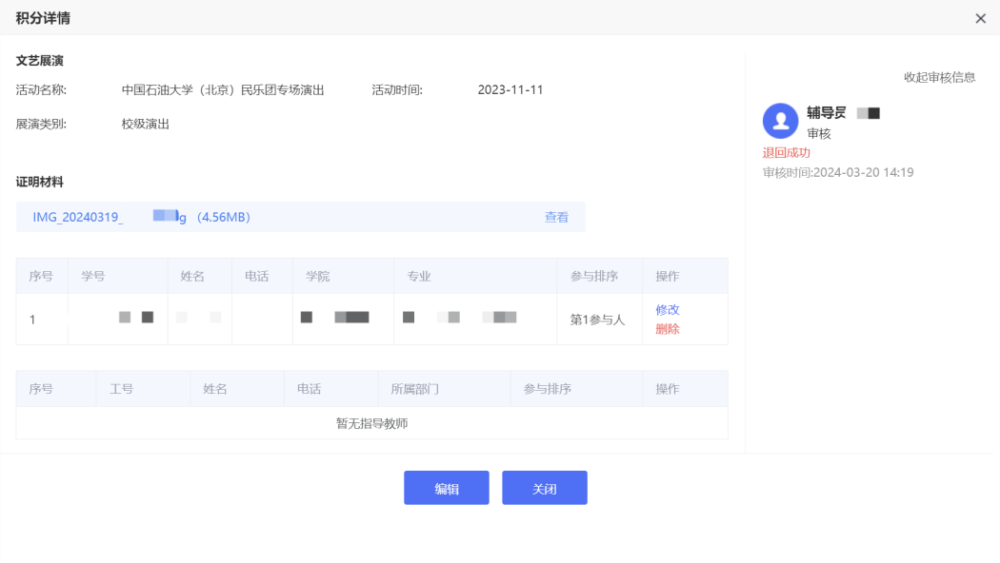 积分详情
文艺展演
活动名称: 中国石油大学（北京）民乐团专场演出 活动时间: 2023-11-11
展演类别: 校级演出
证明材料
IMG_20240319_ g （4.56MB） 查看
序号 学号 姓名 电话 学院 专业 参与排序 操作
1 第1参与人 修改
删除
序号 工号 姓名 电话 所属部门 参与排序 操作
暂无指导教师
编辑 关闭
收起审核信息
辅导员
审核
退回成功
审核时间:2024-03-20 14:19